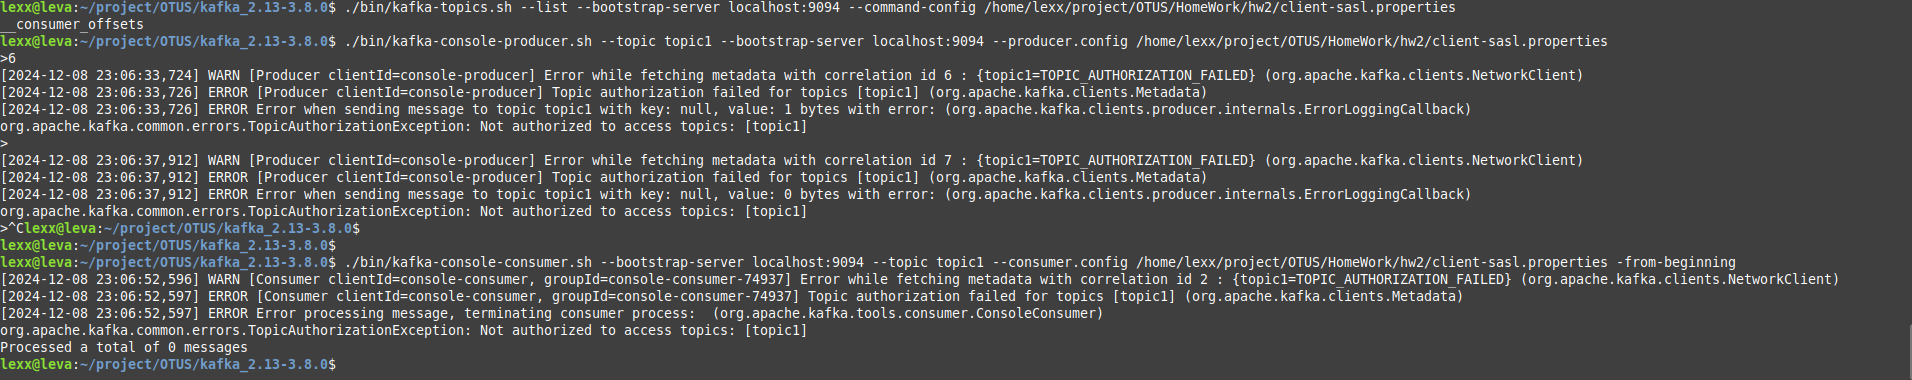 lexx@leva:~/project/OTUS/kafka_2.13-3.8.0$ ./bin/kafka-topics.sh --list --bootstrap-server localhost:9094 --command-config /home/lexx/project/OTUS/HomeWork/hw2/client-sasl.properties
__consumer_offsets
lexx@leva:~/project/OTUS/kafka_2.13-3.8.0$ ./bin/kafka-console-producer.sh --topic topic1 --bootstrap-server localhost:9094 --producer.config /home/lexx/project/OTUS/HomeWork/hw2/client-sasl.properties
>6
[2024-12-08 23:06:33,724] WARN [Producer clientId=console-producer] Error while fetching metadata with correlation id 6 : {topic1=TOPIC_AUTHORIZATION_FAILED} (org.apache.kafka.clients.NetworkClient)
[2024-12-08 23:06:33,726] ERROR [Producer clientId=console-producer] Topic authorization failed for topics [topic1] (org.apache.kafka.clients.Metadata)
[2024-12-08 23:06:33,726] ERROR Error when sending message to topic topic1 with key: null, value: 1 bytes with error: (org.apache.kafka.clients.producer.internals.ErrorLoggingCallback)
org.apache.kafka.common.errors.TopicAuthorizationException: Not authorized to access topics: [topic1]
>
[2024-12-08 23:06:37,912] WARN [Producer clientId=console-producer] Error while fetching metadata with correlation id 7 : {topic1=TOPIC_AUTHORIZATION_FAILED} (org.apache.kafka.clients.NetworkClient)
[2024-12-08 23:06:37,912] ERROR [Producer clientId=console-producer] Topic authorization failed for topics [topic1] (org.apache.kafka.clients.Metadata)
[2024-12-08 23:06:37,912] ERROR Error when sending message to topic topic1 with key: null, value: 0 bytes with error: (org.apache.kafka.clients.producer.internals.ErrorLoggingCallback)
org.apache.kafka.common.errors.TopicAuthorizationException: Not authorized to access topics: [topic1]
>^Clexx@leva:~/project/OTUS/kafka_2.13-3.8.0$
lexx@leva:~/project/OTUS/kafka_2.13-3.8.0$
lexx@leva:~/project/OTUS/kafka_2.13-3.8.0$ ./bin/kafka-console-consumer.sh --bootstrap-server localhost:9094 --topic topic1 --consumer.config /home/lexx/project/OTUS/HomeWork/hw2/client-sasl.properties -from-beginning
[2024-12-08 23:06:52,596] WARN [Consumer clientId=console-consumer, groupId=console-consumer-74937] Error while fetching metadata with correlation id 2 : {topic1=TOPIC_AUTHORIZATION_FAILED} (org.apache.kafka.clients.NetworkClient)
[2024-12-08 23:06:52,597] ERROR [Consumer clientId=console-consumer, groupId=console-consumer-74937] Topic authorization failed for topics [topic1] (org.apache.kafka.clients.Metadata)
[2024-12-08 23:06:52,597] ERROR Error processing message, terminating consumer process:  (org.apache.kafka.tools.consumer.ConsoleConsumer)
org.apache.kafka.common.errors.TopicAuthorizationException: Not authorized to access topics: [topic1]
Processed a total of 0 messages
lexx@leva:~/project/OTUS/kafka_2.13-3.8.0$